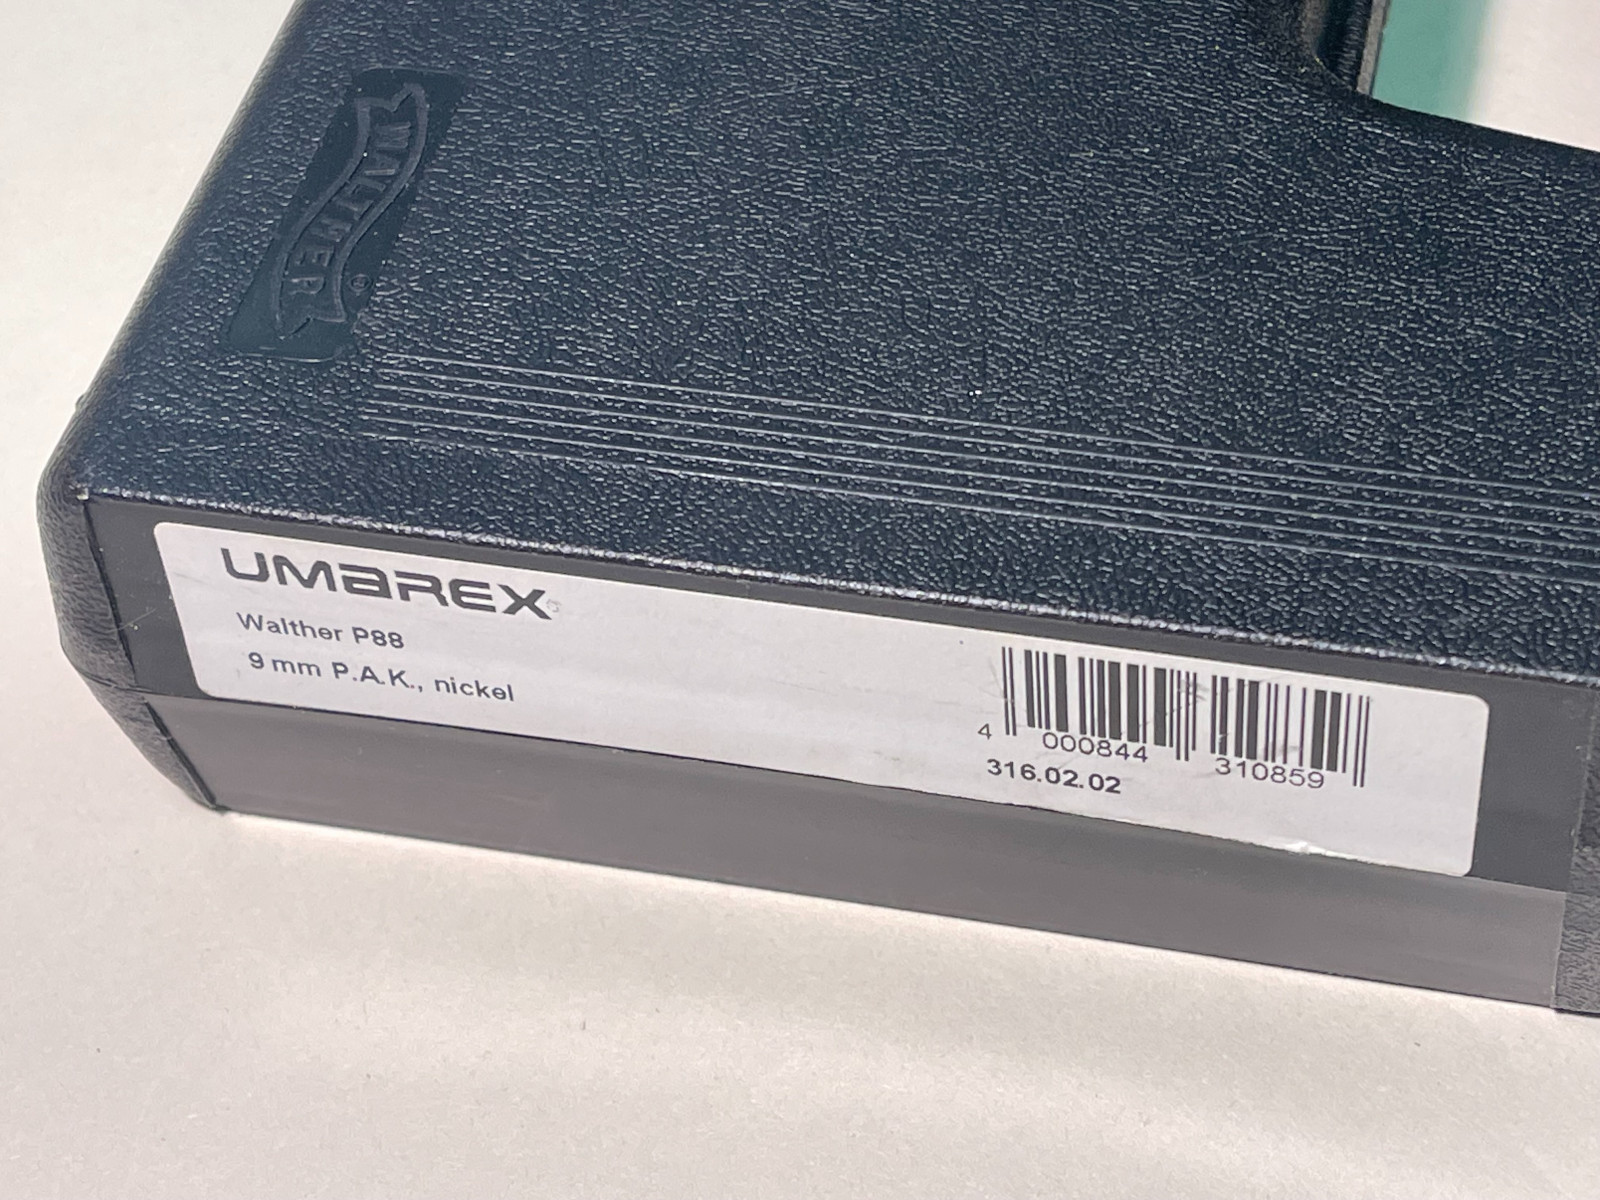 WALTHER®
UMAREX
Walther P88
9 mm P.A.K., nickel
4 000844 310859
316.02.02